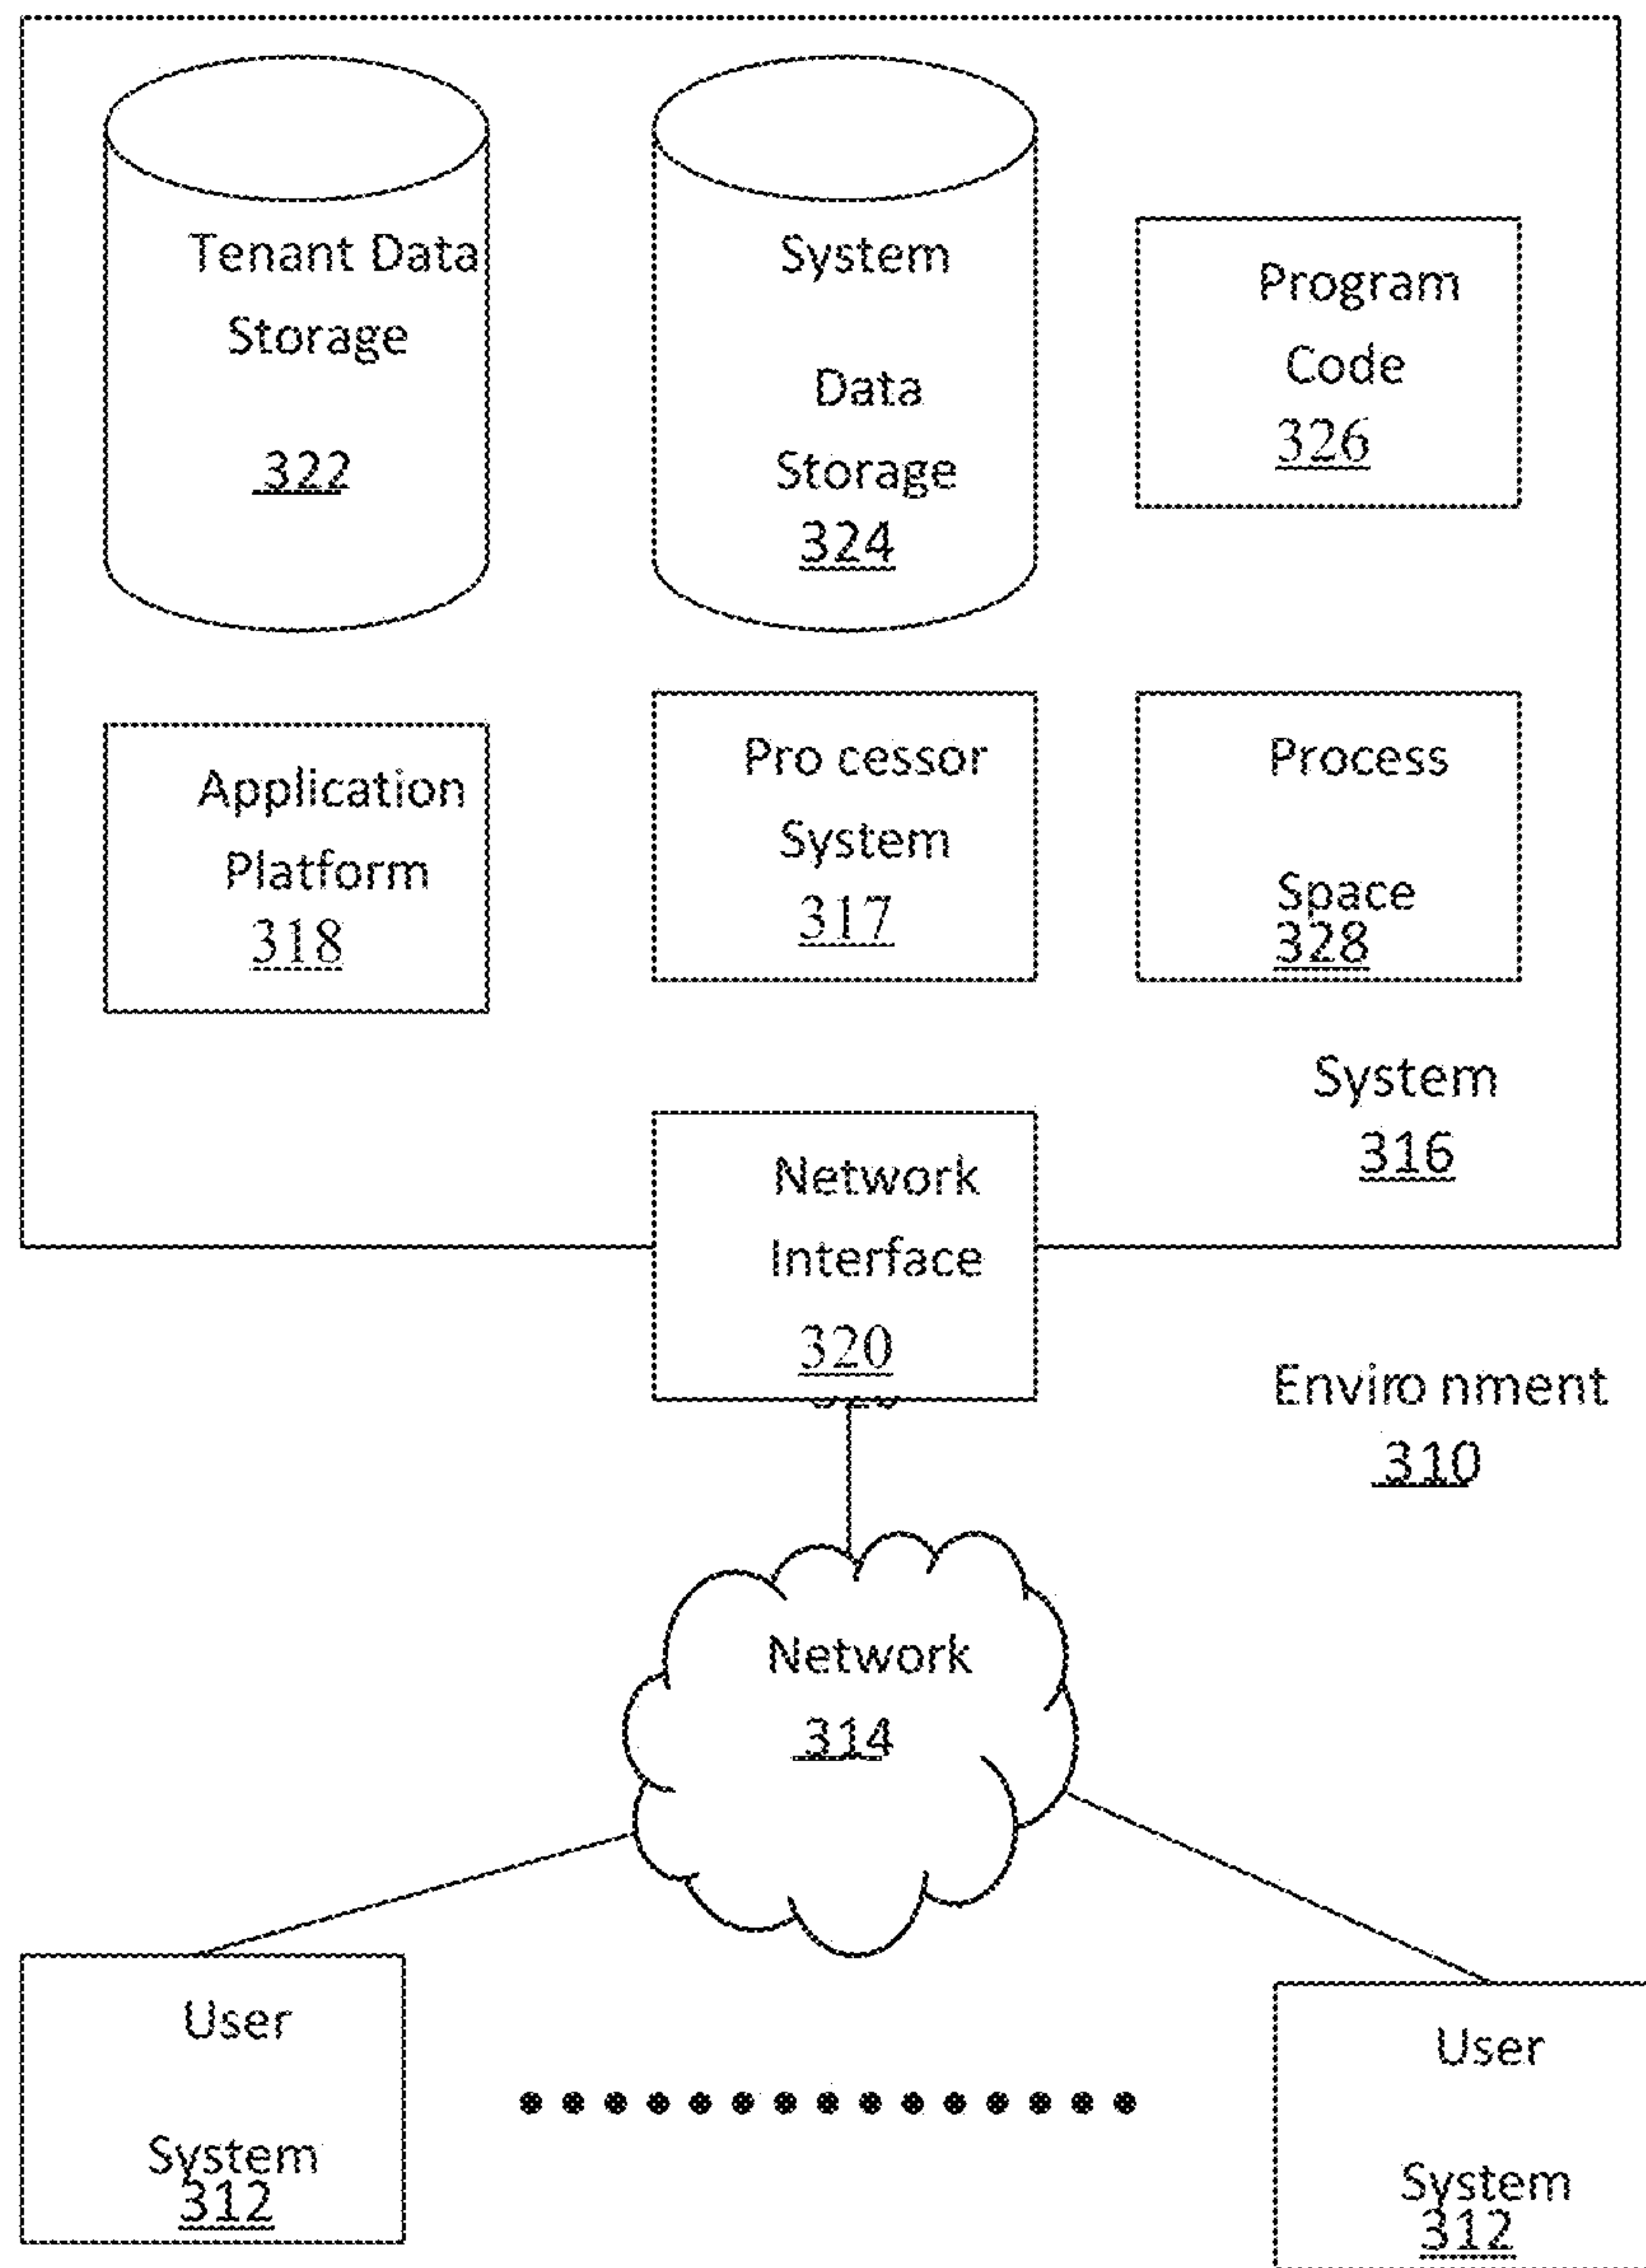 Tenant Data
Storage
322
System
Data
Storage
324
Program
Code
326
Application
Platform
318
Pro cessor
System
317
Process
Space
328
System
316
Network
Interface
320
Enviro nment
310
Network
314
User
System
312
User
System
312